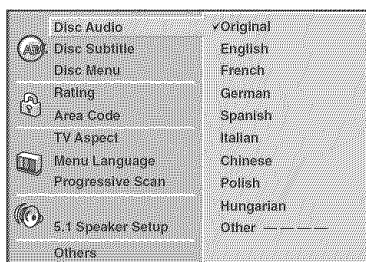 Disc Audio
Disc Subtitle
Disc Menu
Rating
Area Code
TV Aspect
Menu Language
Progressive Scan
5.1 Speaker Setup
Others
✓Original
English
French
German
Spanish
Italian
Chinese
Polish
Hungarian
Other — — — —
ABC